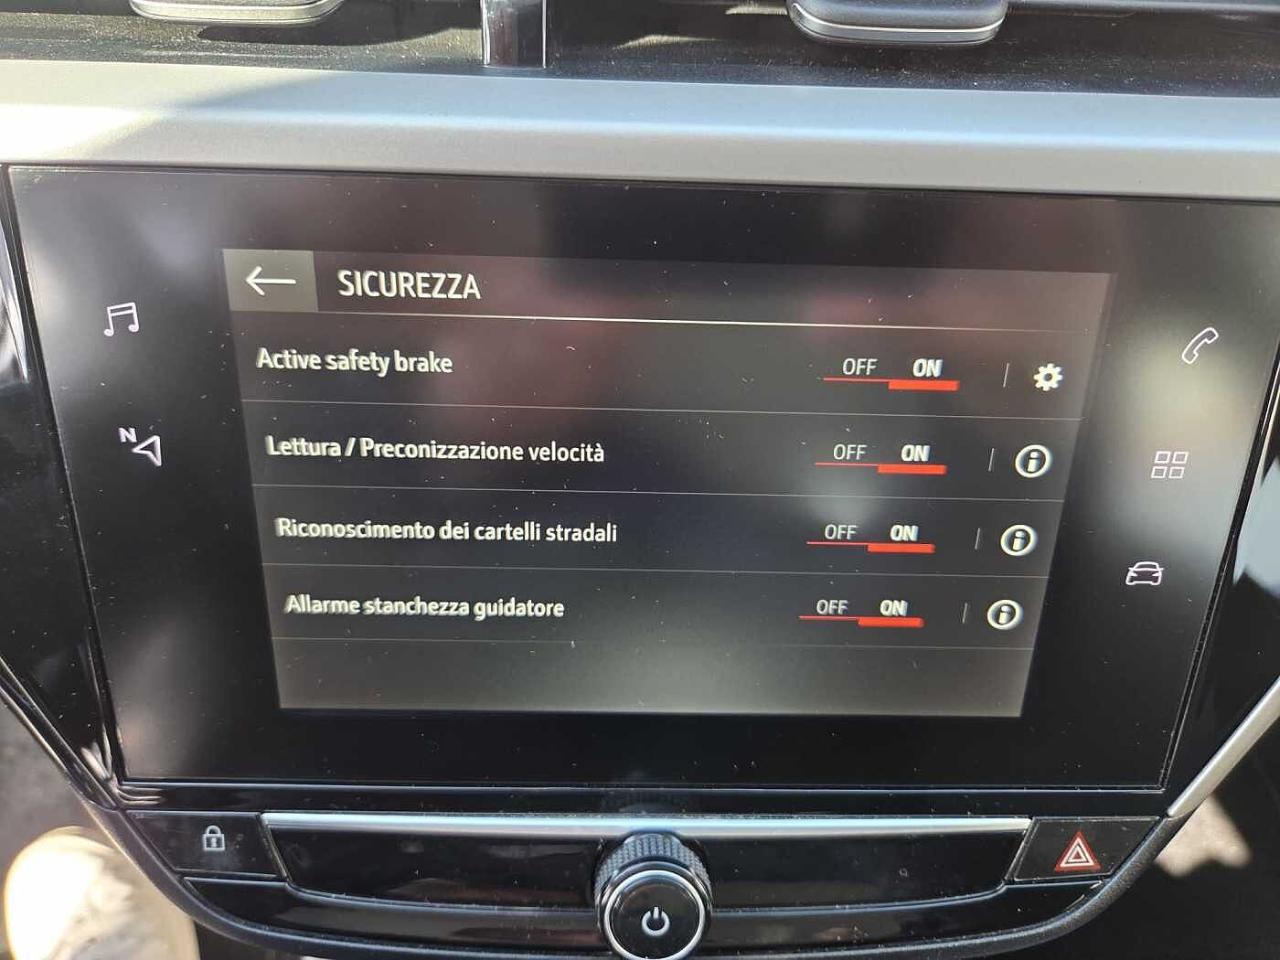 SICUREZZA
Active safety brake OFF ON
Lettura / Preconizzazione velocità OFF ON
Riconoscimento dei cartelli stradali OFF ON
Allarme stanchezza guidatore OFF ON
N